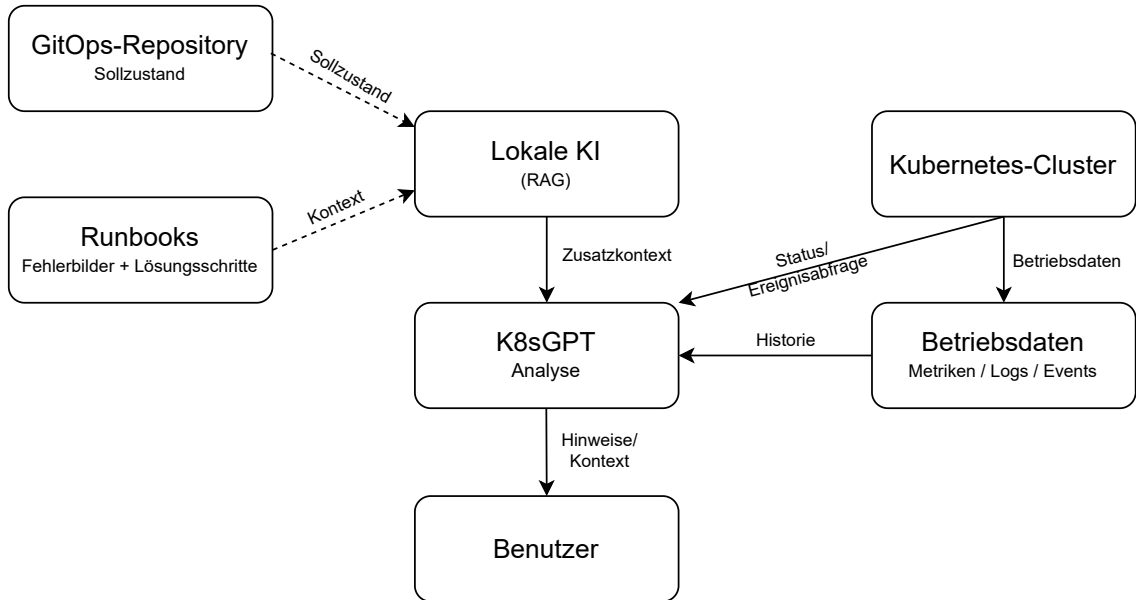 GitOps-Repository
Sollzustand
Sollzustand
Lokale KI
(RAG)
Kubernetes-Cluster
Kontext
Runbooks
Fehlerbilder + Lösungsschritte
Zusatzkontext
Status/
Ereignisabfrage
Betriebsdaten
K8sGPT
Analyse
Historie
Betriebsdaten
Metriken / Logs / Events
Hinweise/
Kontext
Benutzer